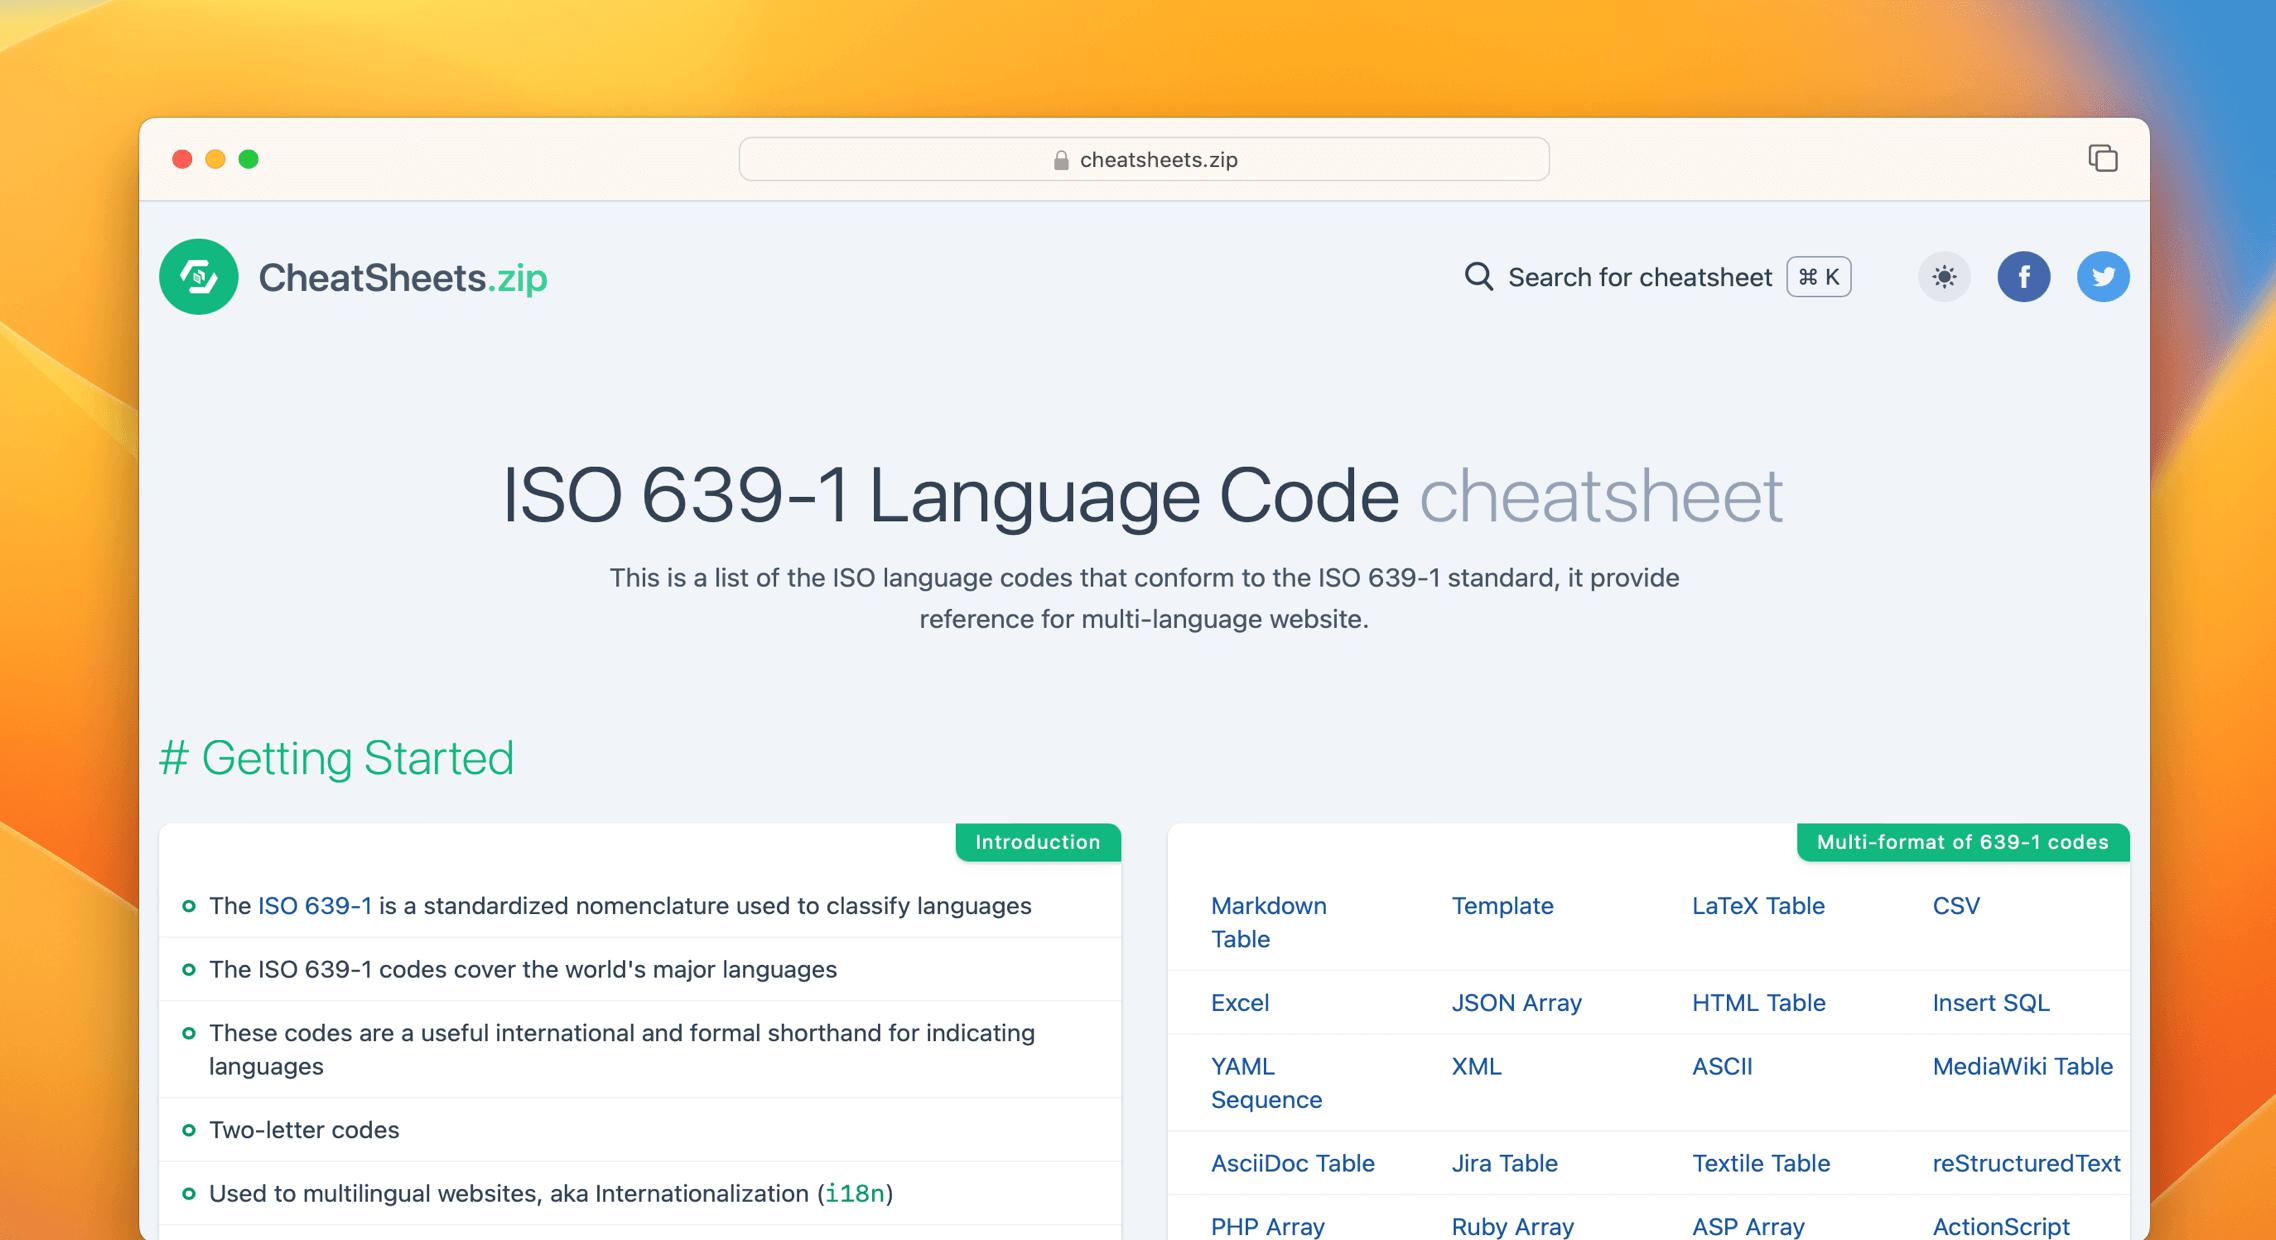 cheatsheets.zip
CheatSheets.zip
Search for cheatsheet ⌘ K
ISO 639-1 Language Code cheatsheet
This is a list of the ISO language codes that conform to the ISO 639-1 standard, it provide
reference for multi-language website.
# Getting Started
Introduction
The ISO 639-1 is a standardized nomenclature used to classify languages
The ISO 639-1 codes cover the world's major languages
These codes are a useful international and formal shorthand for indicating
languages
Two-letter codes
Used to multilingual websites, aka Internationalization (i18n)
Multi-format of 639-1 codes
Markdown Table
Template
LaTeX Table
CSV
Excel
JSON Array
HTML Table
Insert SQL
YAML Sequence
XML
ASCII
MediaWiki Table
AsciiDoc Table
Jira Table
Textile Table
reStructuredText
PHP Array
Ruby Array
ASP Array
ActionScript